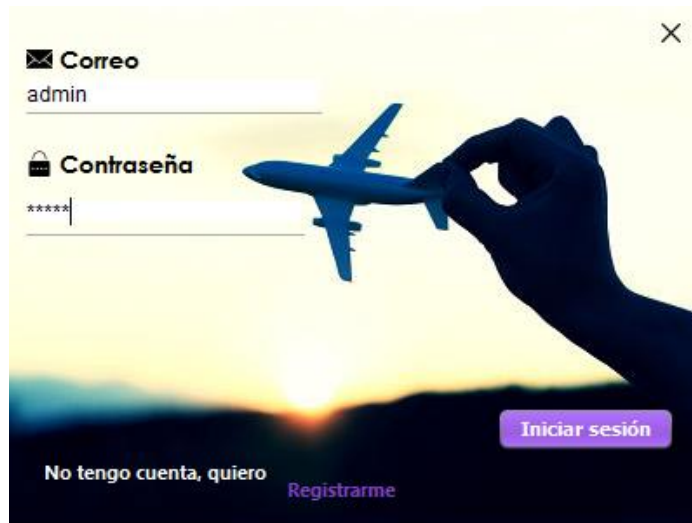 Correo
admin
Contraseña
*****
Iniciar sesión
No tengo cuenta, quiero
Registrarme